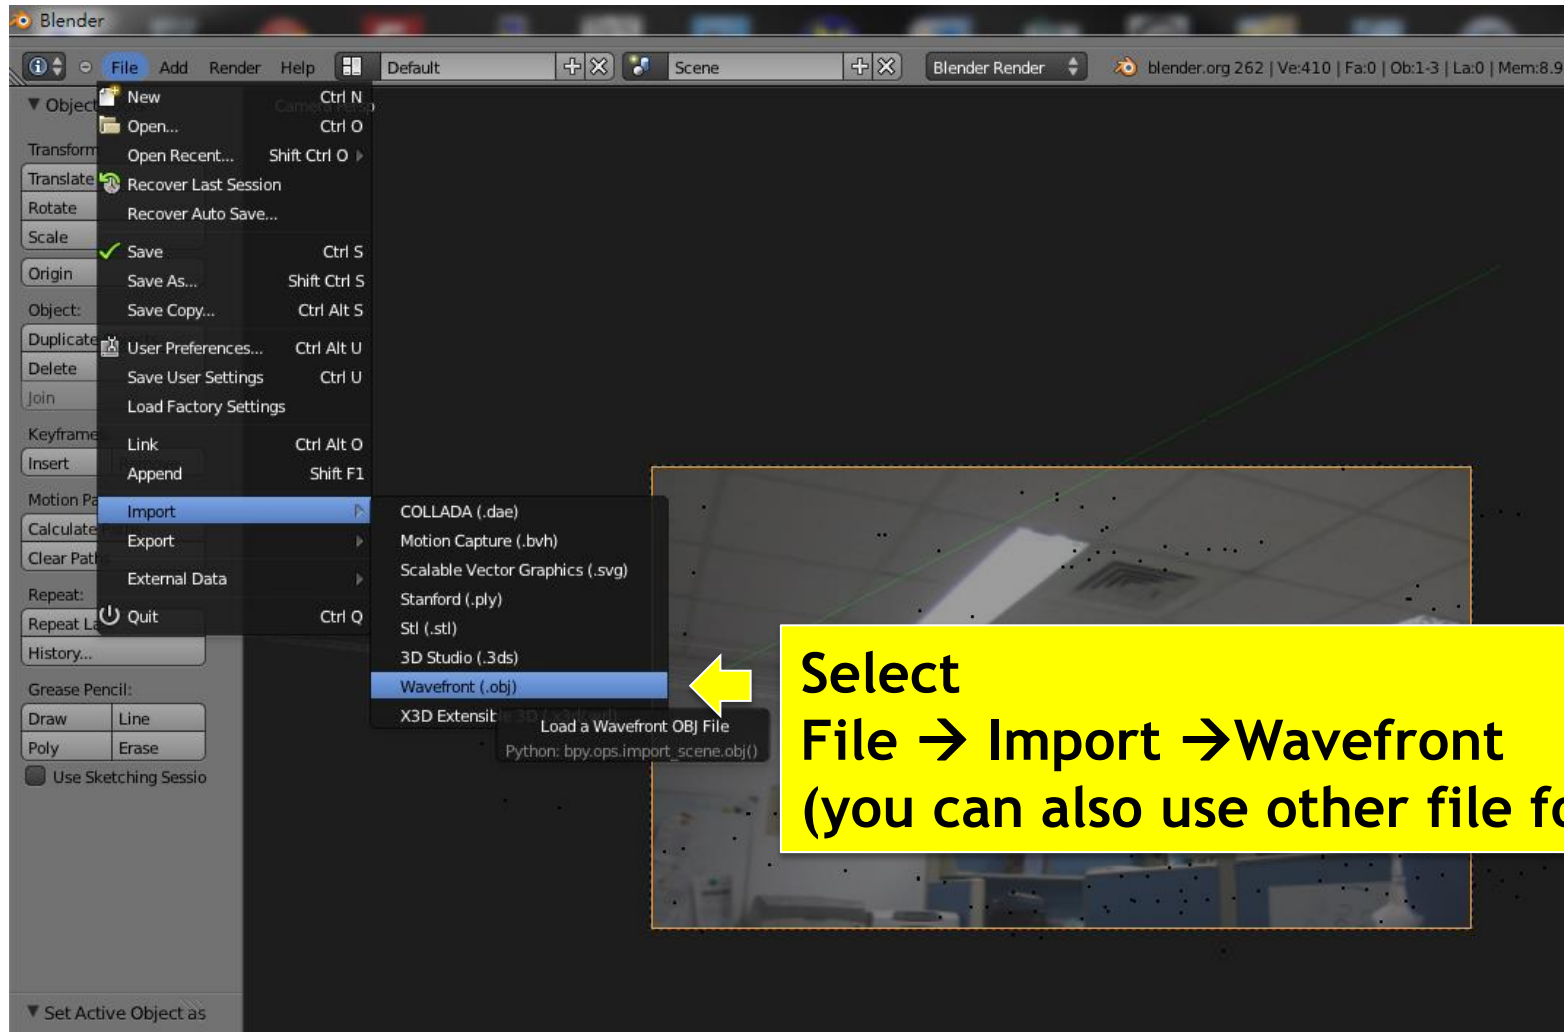 Blender
File Add Render Help Default Scene Blender Render blender.org 262 | Ve:410 | Fa:0 | Ob:1-3 | La:0 | Mem:8.9
Object
Transform
Translate
Rotate
Scale
Origin
Object:
Duplicate
Delete
Join
Keyframe
Insert
Motion Pa
Calculate
Clear Path
Repeat:
Repeat La
History...
Grease Pencil:
Draw Line
Poly Erase
Use Sketching Sessio
Set Active Object as
New Ctrl N
Open... Ctrl O
Open Recent... Shift Ctrl O
Recover Last Session
Recover Auto Save...
Save Ctrl S
Save As... Shift Ctrl S
Save Copy... Ctrl Alt S
User Preferences... Ctrl Alt U
Save User Settings Ctrl U
Load Factory Settings
Link Ctrl Alt O
Append Shift F1
Import
Export
External Data
Quit Ctrl Q
COLLADA (.dae)
Motion Capture (.bvh)
Scalable Vector Graphics (.svg)
Stanford (.ply)
Stl (.stl)
3D Studio (.3ds)
Wavefront (.obj)
X3D Extensib
Load a Wavefront OBJ File
Python: bpy.ops.import_scene.obj()
Select
File → Import →Wavefront
(you can also use other file fo